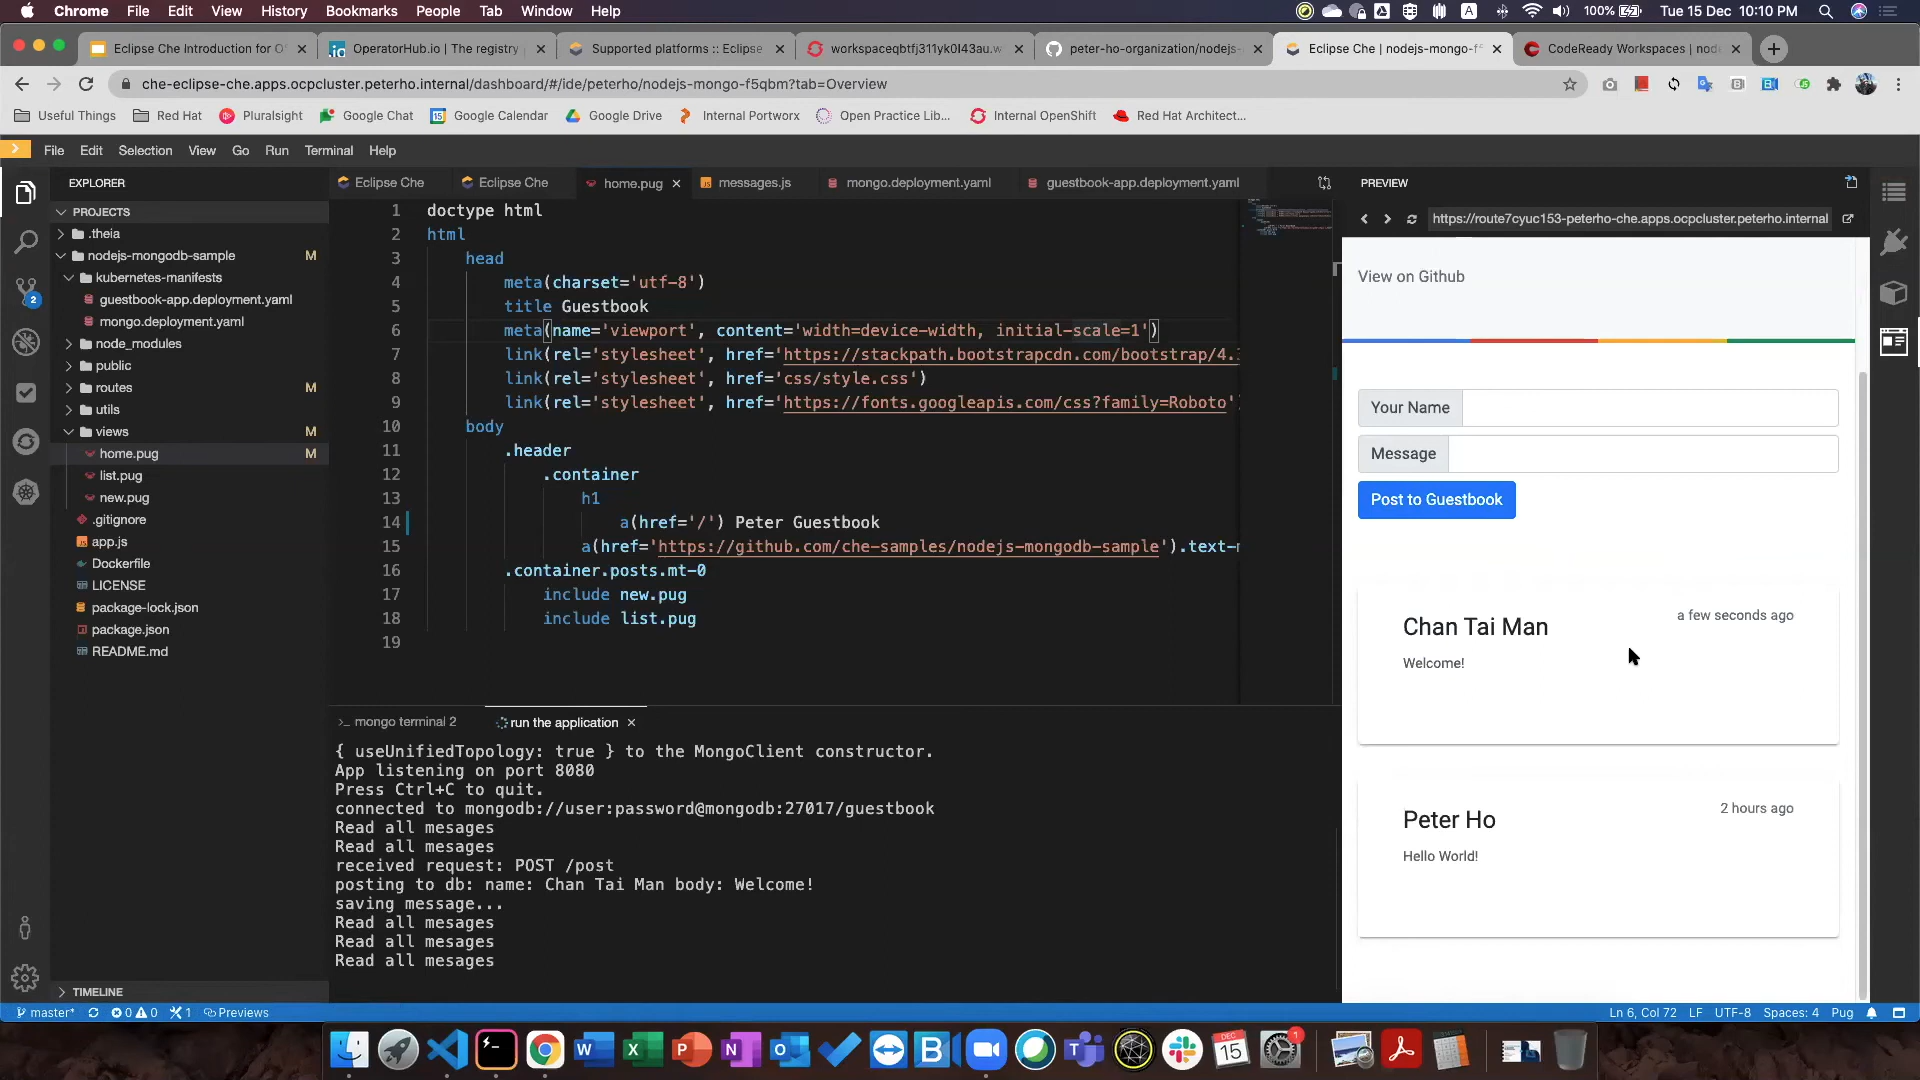 Chrome File Edit View History Bookmarks People Tab Window Help
A 100% Tue 15 Dec 10:10 PM
Eclipse Che Introduction for O
OperatorHub.io | The registry
Supported platforms :: Eclipse
workspaceqbtfj311yk0l43au.w
peter-ho-organization/nodejs-
Eclipse Che | nodejs-mongo-f
CodeReady Workspaces | nod
che-eclipse-che.apps.ocpcluster.peterho.internal/dashboard/#/ide/peterho/nodejs-mongo-f5qbm?tab=Overview
Useful Things Red Hat Pluralsight Google Chat Google Calendar Google Drive Internal Portworx Open Practice Lib... Internal OpenShift Red Hat Architect...
File Edit Selection View Go Run Terminal Help
EXPLORER
PROJECTS
.theia
nodejs-mongodb-sample M
kubernetes-manifests
guestbook-app.deployment.yaml
mongo.deployment.yaml
node_modules
public
routes M
utils
views M
home.pug M
list.pug
new.pug
.gitignore
app.js
Dockerfile
LICENSE
package-lock.json
package.json
README.md
TIMELINE
2
Eclipse Che Eclipse Che home.pug messages.js mongo.deployment.yaml guestbook-app.deployment.yaml
1 doctype html
2 html
3 head
4 meta(charset='utf-8')
5 title Guestbook
6 meta(name='viewport', content='width=device-width, initial-scale=1')
7 link(rel='stylesheet', href='https://stackpath.bootstrapcdn.com/bootstrap/4.
8 link(rel='stylesheet', href='css/style.css')
9 link(rel='stylesheet', href='https://fonts.googleapis.com/css?family=Roboto'
10 body
11 .header
12 .container
13 h1
14 a(href='/') Peter Guestbook
15 a(href='https://github.com/che-samples/nodejs-mongodb-sample').text-
16 .container.posts.mt-0
17 include new.pug
18 include list.pug
19
mongo terminal 2 run the application
{ useUnifiedTopology: true } to the MongoClient constructor.
App listening on port 8080
Press Ctrl+C to quit.
connected to mongodb://user:password@mongodb:27017/guestbook
Read all mesages
Read all mesages
received request: POST /post
posting to db: name: Chan Tai Man body: Welcome!
saving message...
Read all mesages
Read all mesages
Read all mesages
PREVIEW
https://route7cyuc153-peterho-che.apps.ocpcluster.peterho.internal
View on Github
Your Name
Message
Post to Guestbook
Chan Tai Man a few seconds ago
Welcome!
Peter Ho 2 hours ago
Hello World!
master* 0 0 1 Previews
Ln 6, Col 72 LF UTF-8 Spaces: 4 Pug
W X P N O B T DEC 15 1